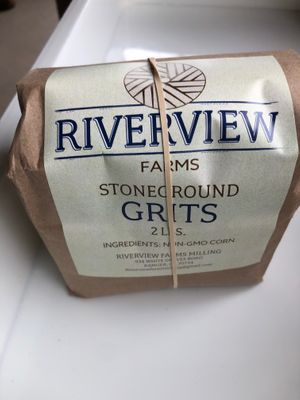 RIVERVIEW
FARMS
STONEGROUND
GRITS
2 LBS.
INGREDIENTS: NON-GMO CORN
RIVERVIEW FARMS MILLING